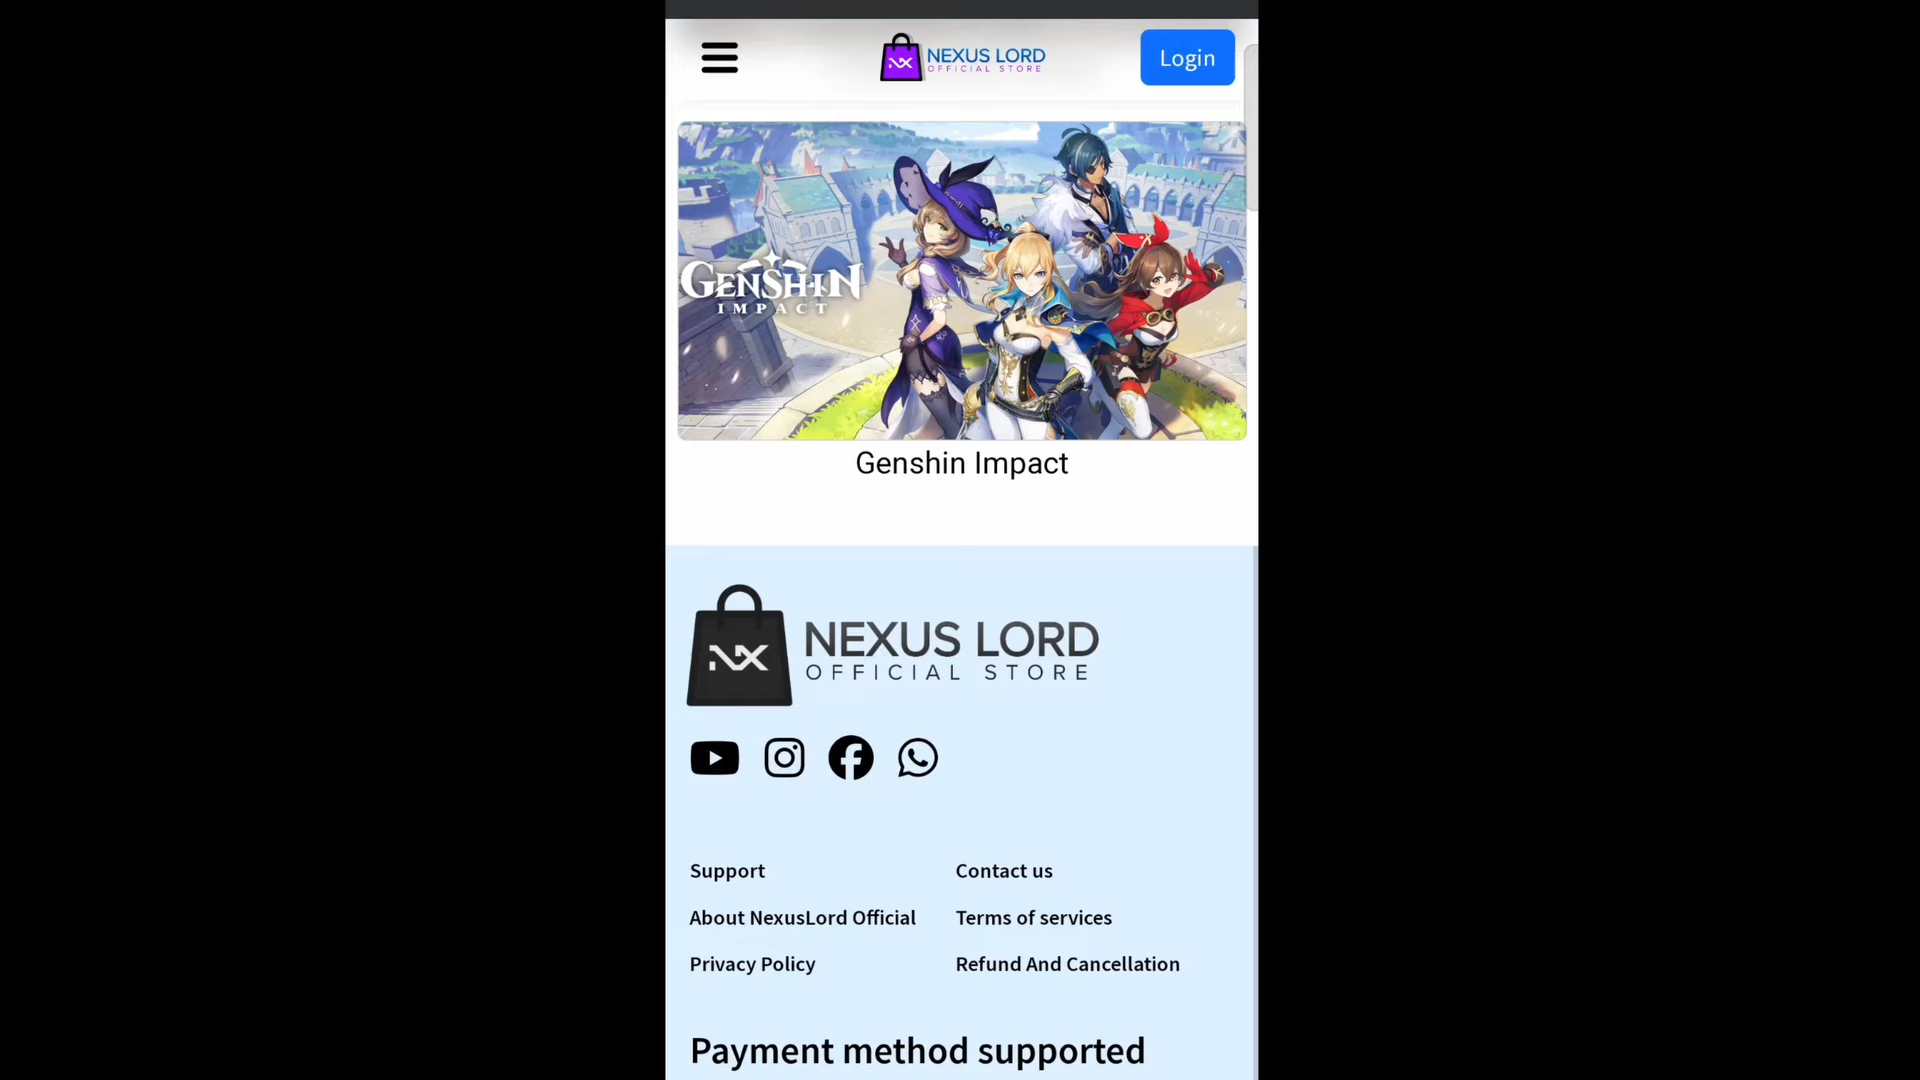 NEXUS LORD
OFFICIAL STORE
Login
GENSHIN
IMPACT
Genshin Impact
NX
NEXUS LORD
OFFICIAL STORE
Support
Contact us
About NexusLord Official
Terms of services
Privacy Policy
Refund And Cancellation
Payment method supported